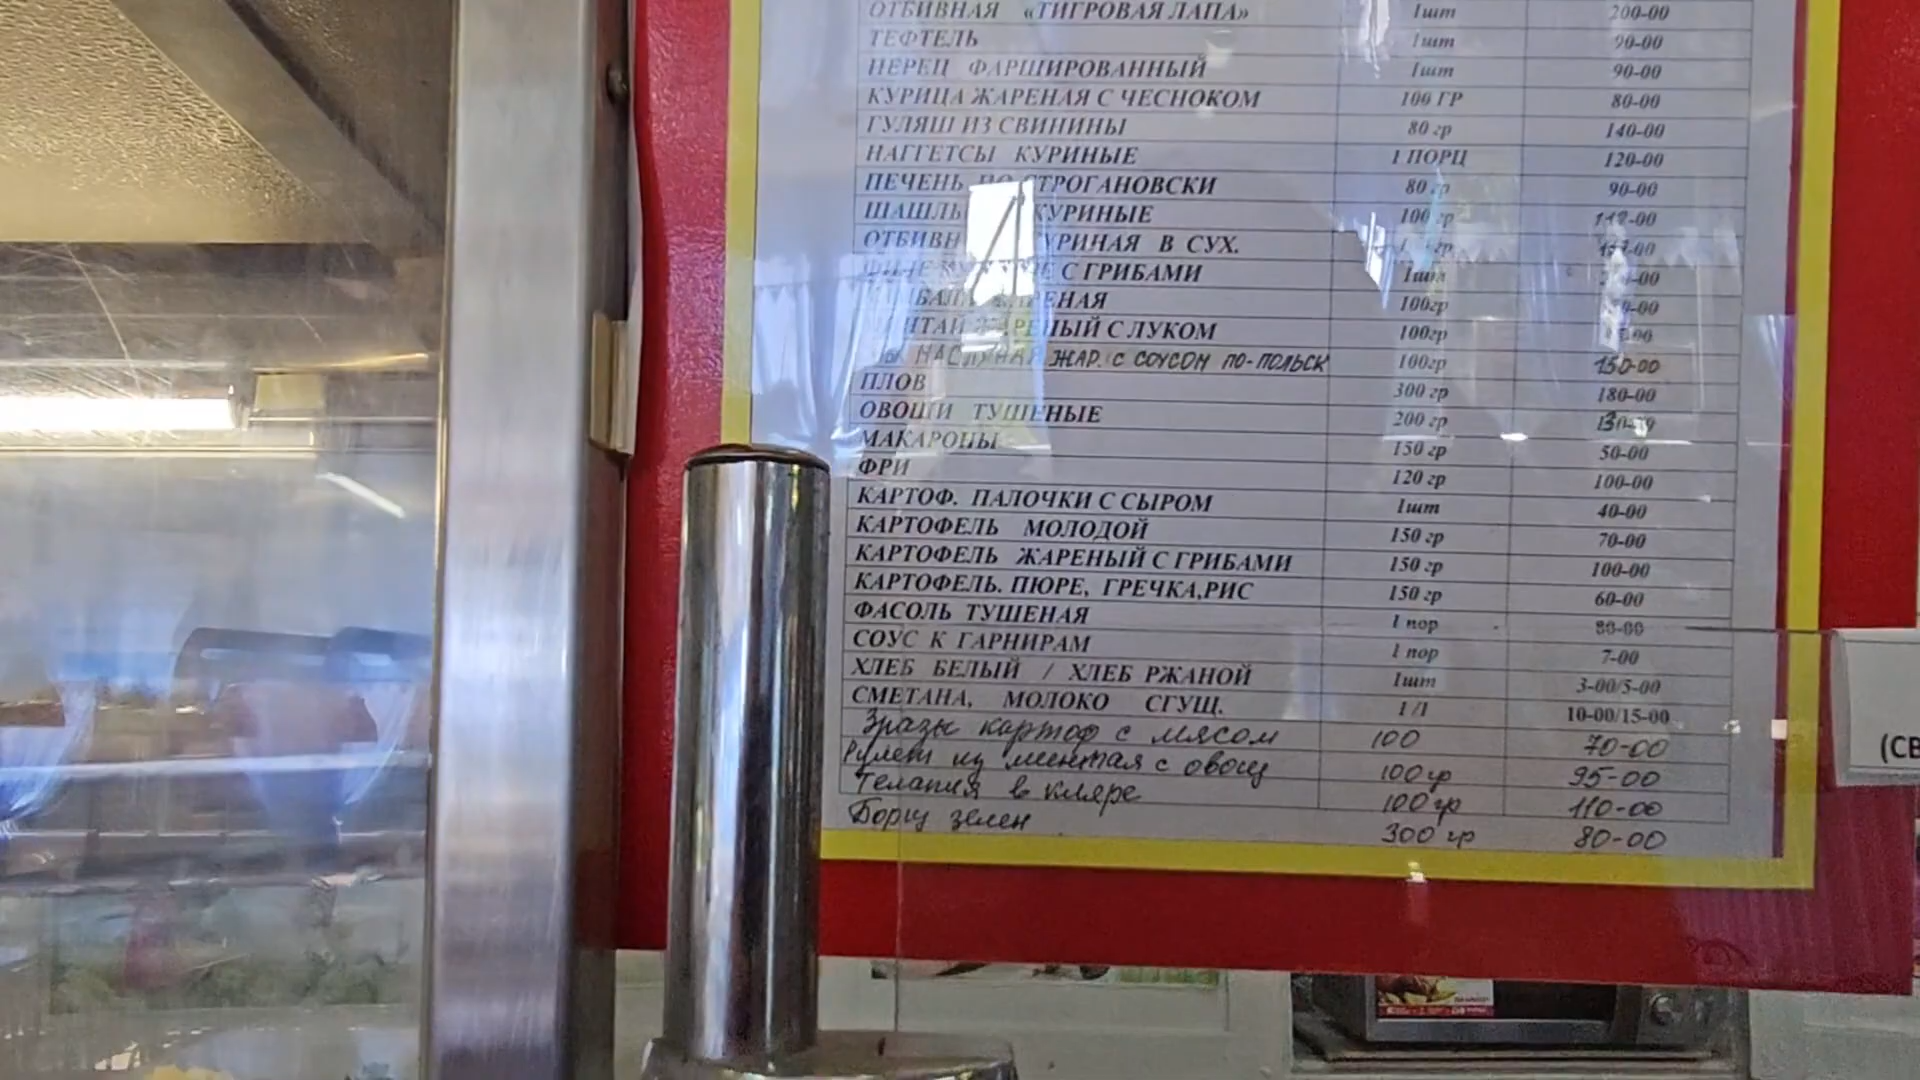 ОТБИВНАЯ «ТИГРОВАЯ ЛАПА» 1шт 200-00
ТЕФТЕЛЬ 1шт 90-00
ПЕРЕЦ ФАРШИРОВАННЫЙ 1шт 90-00
КУРИЦА ЖАРЕНАЯ С ЧЕСНОКОМ 100 ГР 80-00
ГУЛЯШ ИЗ СВИНИНЫ 80 гр 140-00
НАГГЕТСЫ КУРИНЫЕ 1 ПОРЦ 120-00
ПЕЧЕНЬ ПО СТРОГАНОВСКИ 80 гр 90-00
КУРИНЫЕ 100 гр
В СУХ.
С ГРИБАМИ 1шт
ЖАРЕНАЯ 100гр
ЖАРЕНЫЙ С ЛУКОМ 100гр
ЖАР. С СОУСОМ ПО-ПОЛЬСК 100гр 150-00
ПЛОВ 300 гр 180-00
ОВОЩИ ТУШЕНЫЕ 200 гр
МАКАРОНЫ 150 гр 50-00
ФРИ 120 гр 100-00
КАРТОФ. ПАЛОЧКИ С СЫРОМ 1шт 40-00
КАРТОФЕЛЬ МОЛОДОЙ 150 гр 70-00
КАРТОФЕЛЬ ЖАРЕНЫЙ С ГРИБАМИ 150 гр 100-00
КАРТОФЕЛЬ. ПЮРЕ, ГРЕЧКА,РИС 150 гр 60-00
ФАСОЛЬ ТУШЕНАЯ 1 пор 80-00
СОУС К ГАРНИРАМ 1 пор 7-00
ХЛЕБ БЕЛЫЙ / ХЛЕБ РЖАНОЙ 1шт 3-00/5-00
СМЕТАНА, МОЛОКО СГУЩ. 1/1 10-00/15-00
Зразы картоф с мясом 100 70-00
Рулет из минтая с овощ 100 гр 95-00
Телапия в кляре 100 гр 110-00
Борщ зелен 300 гр 80-00
(СВ